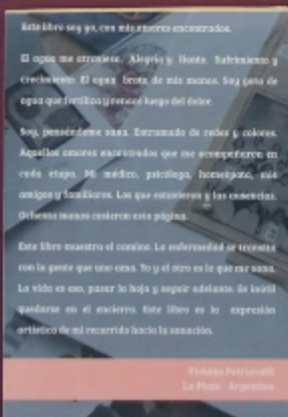 Este libro soy yo, con mis amores encontrados.
El agua me atraviesa. Alegría y llanto. Sufrimiento y
crecimiento. El agua brota de mis manos. Soy gota de
agua que fertiliza y renace luego del dolor.
Soy, pensándome sana. Entramado de redes y colores.
Aquellos amores encontrados que me acompañaron en
cada etapa. Mi médico, psicóloga, homeópata, mis
amigos y familiares. Los que estuvieron y las ausencias.
Ochenta manos cosieron esta página.
Este libro muestra el camino. La enfermedad se transita
con la gente que uno ama. Yo y el otro es lo que me sana.
La vida es eso, pasar la hoja y seguir adelante. Es inútil
quedarse en el encierro. Este libro es la expresión
artística de mi recorrido hacia la sanación.
Viviana Petrucelli
La Plata - Argentina